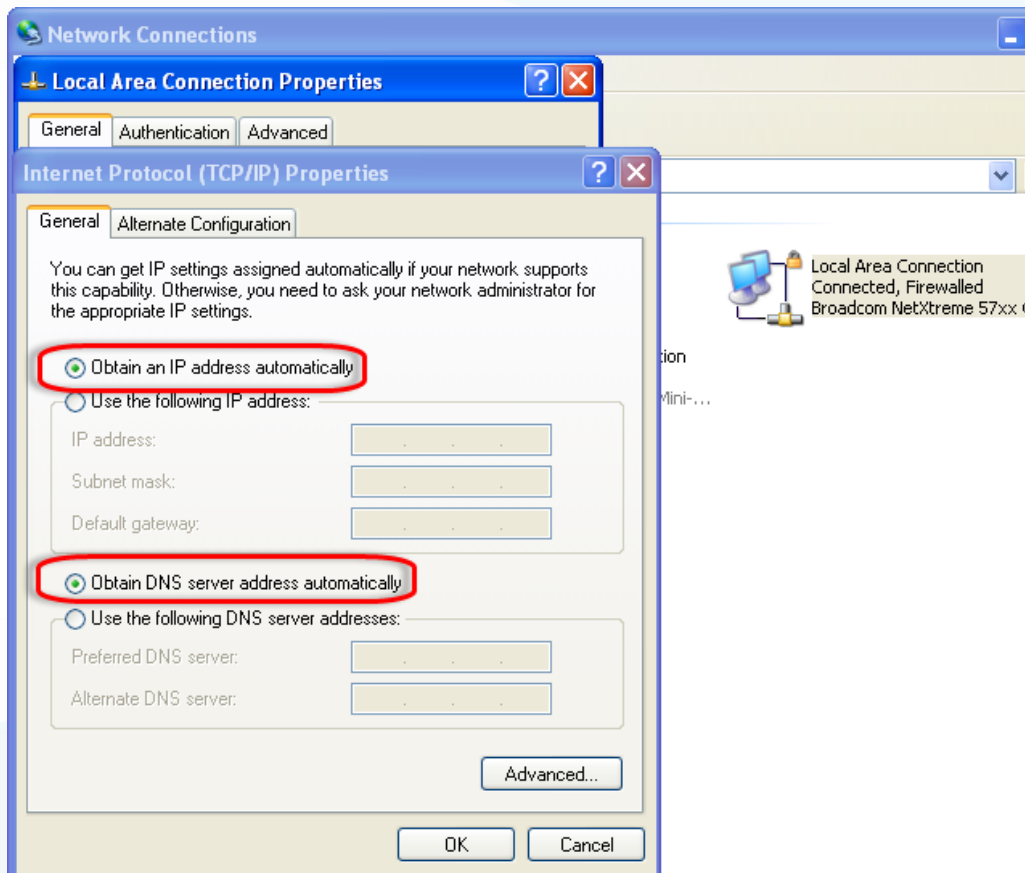 Network Connections
Local Area Connection Properties
General Authentication Advanced
Internet Protocol (TCP/IP) Properties
General Alternate Configuration
You can get IP settings assigned automatically if your network supports
this capability. Otherwise, you need to ask your network administrator for
the appropriate IP settings.
Obtain an IP address automatically
Use the following IP address:
IP address:
Subnet mask:
Default gateway:
Obtain DNS server address automatically
Use the following DNS server addresses:
Preferred DNS server:
Alternate DNS server:
Advanced...
OK Cancel
Local Area Connection
Connected, Firewalled
Broadcom NetXtreme 57xx
tion
Mini-...